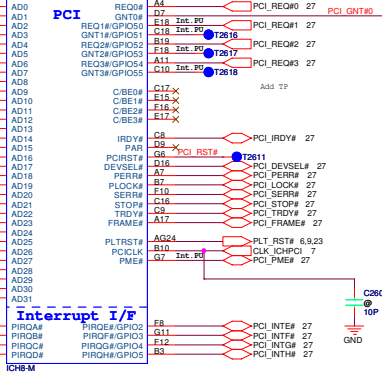 AD0 PCI REQ0# A4 PCI_REQ#0 27
AD1 GNT0# D7 PCI_GNT#0
AD2 REQ1#/GPIO50 E18 Int.PU PCI_REQ#1 27
AD3 GNT1#/GPIO51 C18 T2616
AD4 REQ2#/GPIO52 B19 Int.PU PCI_REQ#2 27
AD5 GNT2#/GPIO53 F18 T2617
AD6 REQ3#/GPIO54 A11 Int.PU PCI_REQ#3 27
AD7 GNT3#/GPIO55 C10 T2618
AD8
AD9 C/BE0# C17 Add TP
AD10 C/BE1# E15
AD11 C/BE2# F16
AD12 C/BE3# E17
AD13
AD14 IRDY# C8 PCI_IRDY# 27
AD15 PAR D9
AD16 PCIRST# G6 PCI_RST# T2611
AD17 DEVSEL# D16 PCI_DEVSEL# 27
AD18 PERR# A7 PCI_PERR# 27
AD19 PLOCK# B7 PCI_LOCK# 27
AD20 SERR# F10 PCI_SERR# 27
AD21 STOP# C16 PCI_STOP# 27
AD22 TRDY# C9 PCI_TRDY# 27
AD23 FRAME# A17 PCI_FRAME# 27
AD24
AD25 PLTRST# AG24 PLT_RST# 6,9,23
AD26 PCICLK B10 CLK_ICHPCI 7
AD27 PME# G7 Int.PU PCI_PME# 27
AD28
AD29
AD30
AD31
C260
@
10P
GND
Interrupt I/F
PIRQA# PIRQE#/GPIO2 F8 PCI_INTE# 27
PIRQB# PIRQF#/GPIO3 G11 PCI_INTF# 27
PIRQC# PIRQG#/GPIO4 F12 PCI_INTG# 27
PIRQD# PIRQH#/GPIO5 B3 PCI_INTH# 27
ICH8-M